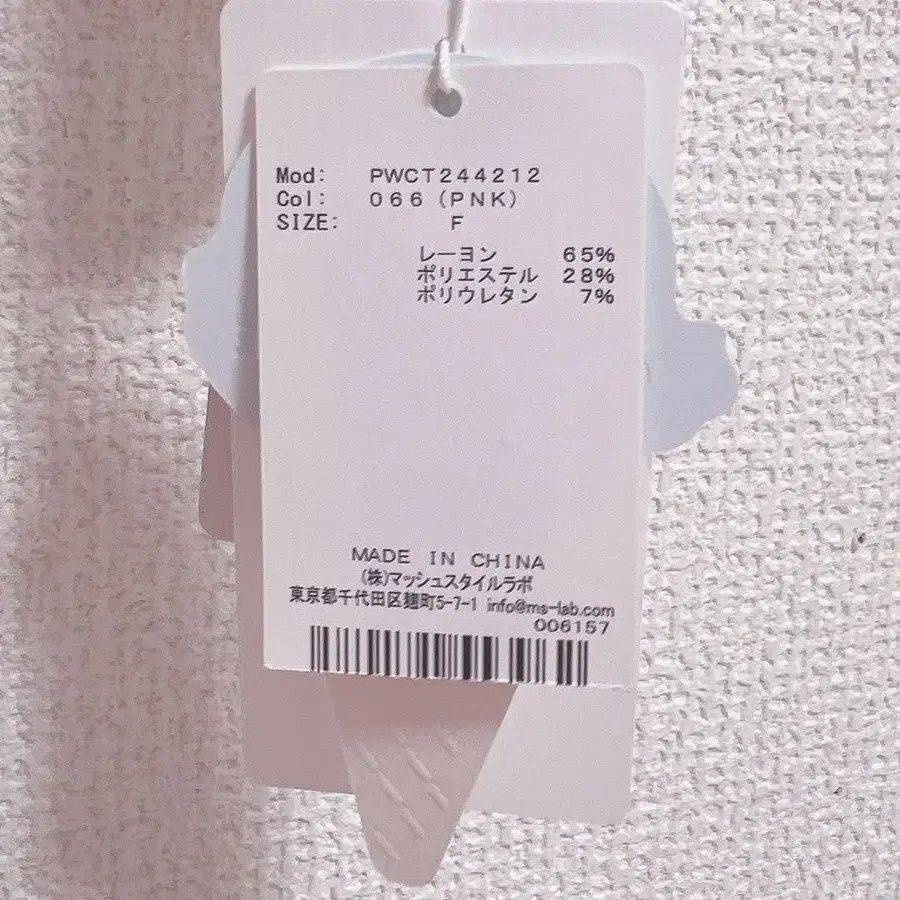 Mod: PWCT244212
Col: 066 (PNK)
SIZE: F
レーヨン 65%
ポリエステル 28%
ポリウレタン 7%
MADE IN CHINA
(株)マッシュスタイルラボ
東京都千代田区麹町5-7-1 info@ms-lab.com
006157